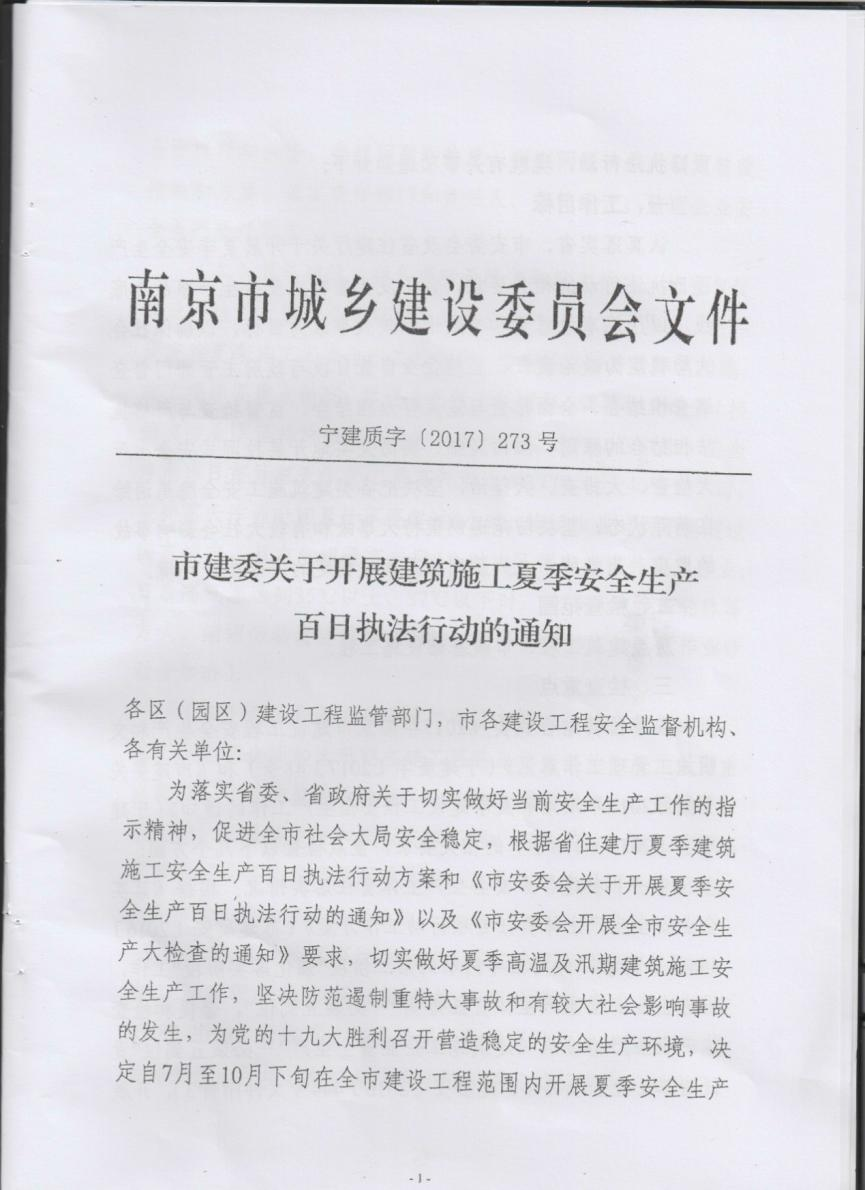 南京市城乡建设委员会文件
宁建质字〔2017〕273号
市建委关于开展建筑施工夏季安全生产
百日执法行动的通知
各区（园区）建设工程监管部门，市各建设工程安全监督机构、
各有关单位：
为落实省委、省政府关于切实做好当前安全生产工作的指
示精神，促进全市社会大局安全稳定，根据省住建厅夏季建筑
施工安全生产百日执法行动方案和《市安委会关于开展夏季安
全生产百日执法行动的通知》以及《市安委会开展全市安全生
产大检查的通知》要求，切实做好夏季高温及汛期建筑施工安
全生产工作，坚决防范遏制重特大事故和有较大社会影响事故
的发生，为党的十九大胜利召开营造稳定的安全生产环境，决
定自7月至10月下旬在全市建设工程范围内开展夏季安全生产
-1-